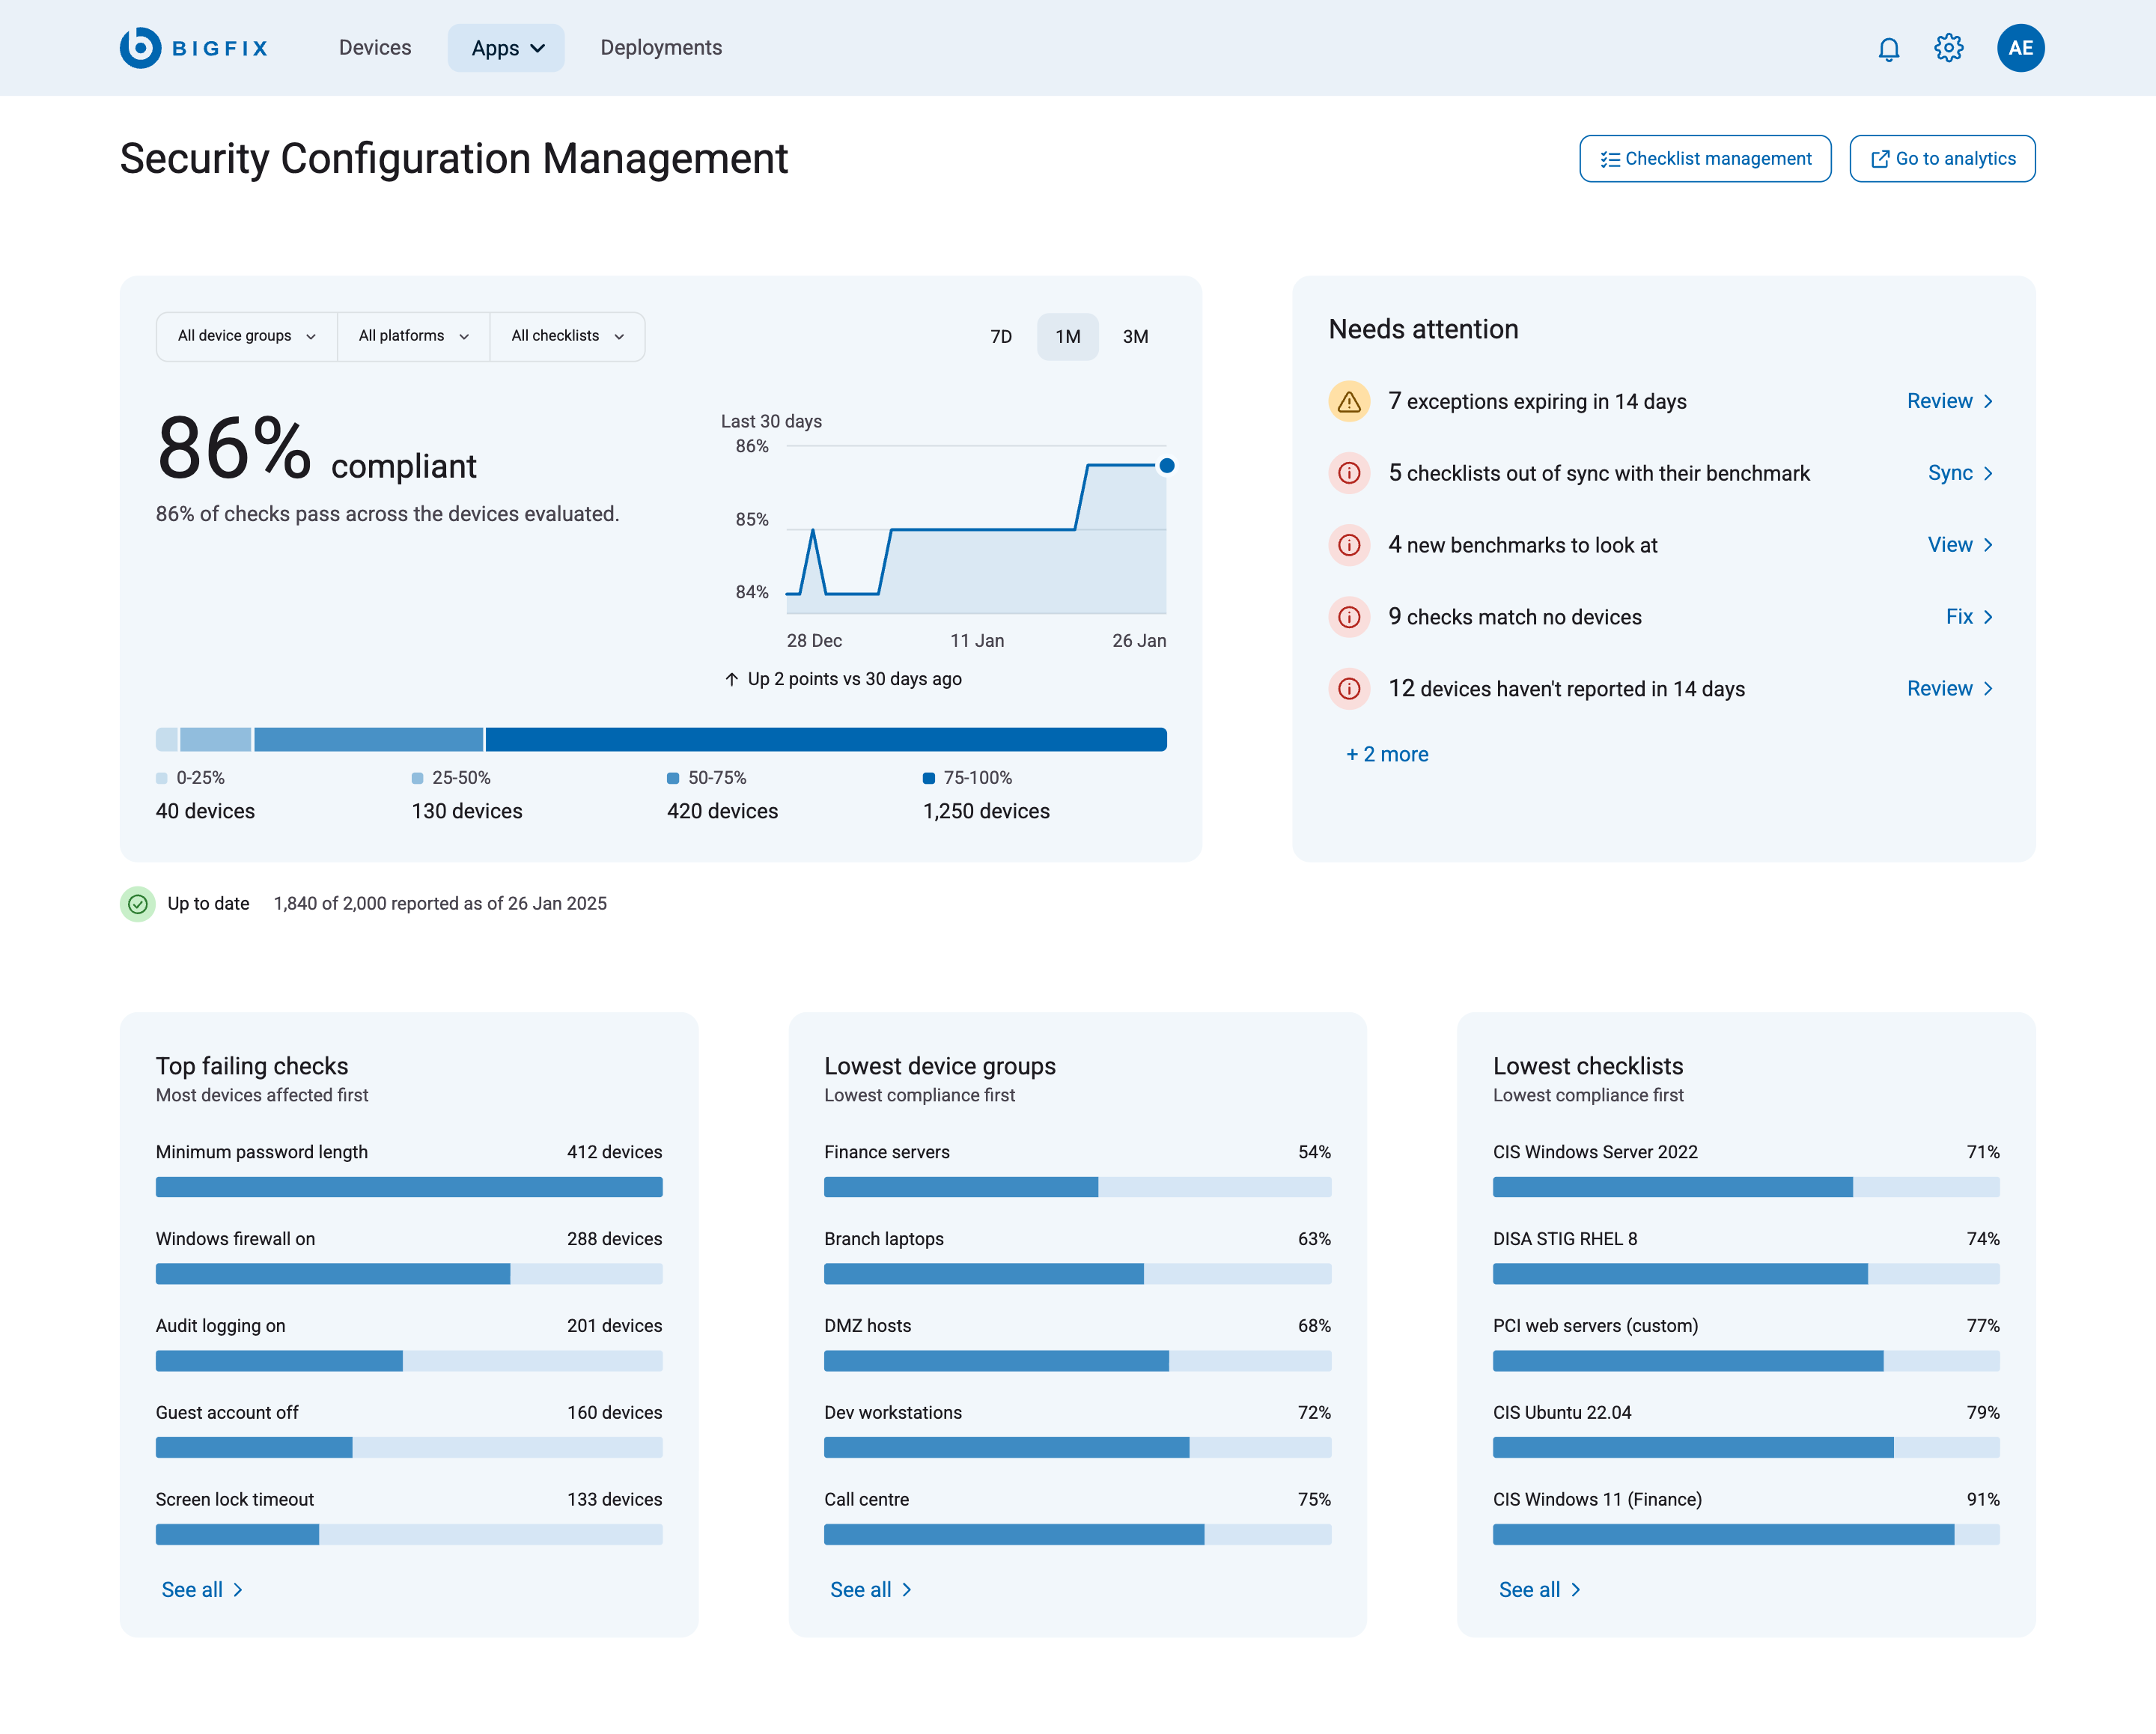 BIGFIX
Devices
Apps
Deployments
AE
Security Configuration Management
Checklist management
Go to analytics
All device groups
All platforms
All checklists
7D
1M
3M
86% compliant
86% of checks pass across the devices evaluated.
Last 30 days
86%
85%
84%
28 Dec
11 Jan
26 Jan
Up 2 points vs 30 days ago
0-25%
40 devices
25-50%
130 devices
50-75%
420 devices
75-100%
1,250 devices
Needs attention
7 exceptions expiring in 14 days
Review
5 checklists out of sync with their benchmark
Sync
4 new benchmarks to look at
View
9 checks match no devices
Fix
12 devices haven't reported in 14 days
Review
+ 2 more
Up to date
1,840 of 2,000 reported as of 26 Jan 2025
Top failing checks
Most devices affected first
Minimum password length
412 devices
Windows firewall on
288 devices
Audit logging on
201 devices
Guest account off
160 devices
Screen lock timeout
133 devices
See all
Lowest device groups
Lowest compliance first
Finance servers
54%
Branch laptops
63%
DMZ hosts
68%
Dev workstations
72%
Call centre
75%
See all
Lowest checklists
Lowest compliance first
CIS Windows Server 2022
71%
DISA STIG RHEL 8
74%
PCI web servers (custom)
77%
CIS Ubuntu 22.04
79%
CIS Windows 11 (Finance)
91%
See all